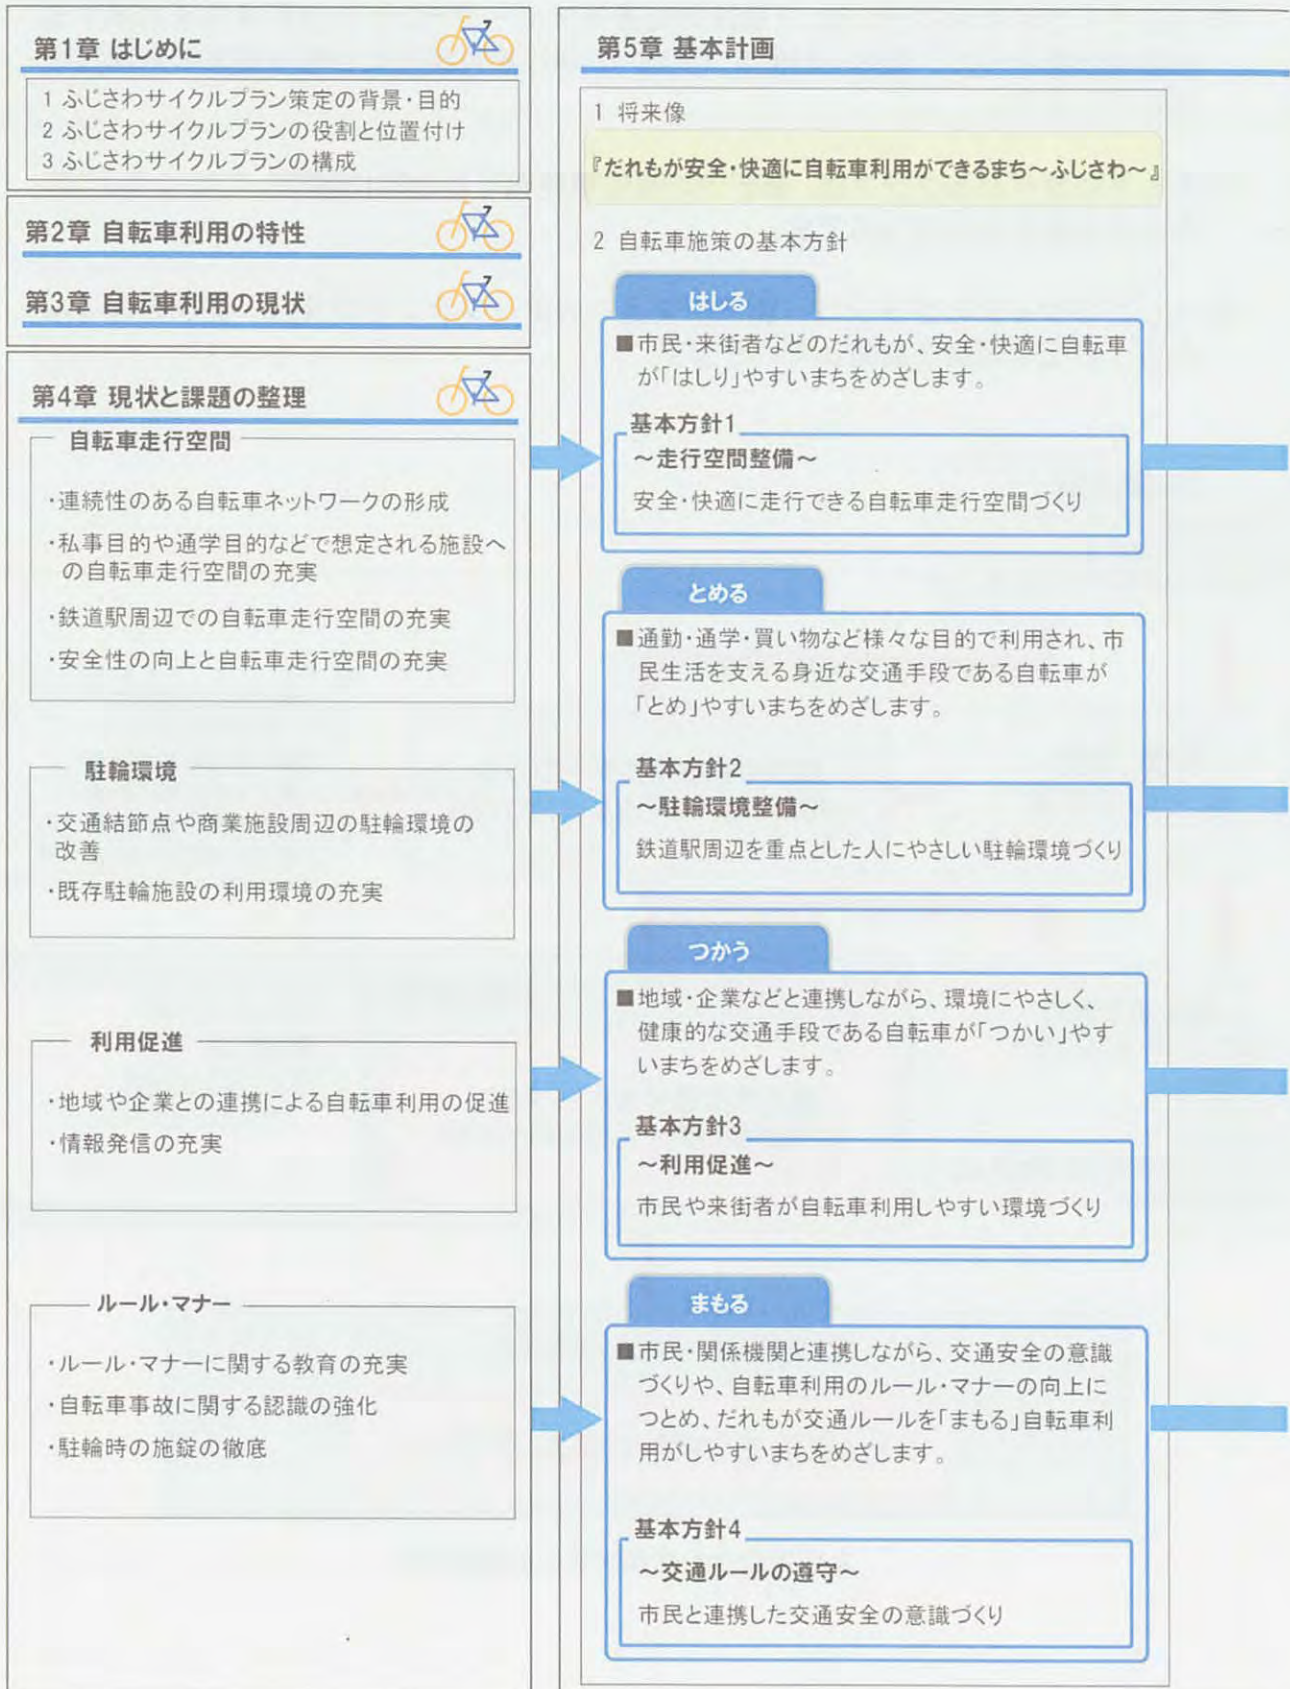 第1章 はじめに
1 ふじさわサイクルプラン策定の背景・目的
2 ふじさわサイクルプランの役割と位置付け
3 ふじさわサイクルプランの構成
第2章 自転車利用の特性
第3章 自転車利用の現状
第4章 現状と課題の整理
自転車走行空間
・連続性のある自転車ネットワークの形成
・私事目的や通学目的などで想定される施設へ
の自転車走行空間の充実
・鉄道駅周辺での自転車走行空間の充実
・安全性の向上と自転車走行空間の充実
駐輪環境
・交通結節点や商業施設周辺の駐輪環境の
改善
・既存駐輪施設の利用環境の充実
利用促進
・地域や企業との連携による自転車利用の促進
・情報発信の充実
ルール・マナー
・ルール・マナーに関する教育の充実
・自転車事故に関する認識の強化
・駐輪時の施錠の徹底
第5章 基本計画
1 将来像
『だれもが安全・快適に自転車利用ができるまち～ふじさわ～』
2 自転車施策の基本方針
はしる
■市民・来街者などのだれもが、安全・快適に自転車
が「はしり」やすいまちをめざします。
基本方針1
～走行空間整備～
安全・快適に走行できる自転車走行空間づくり
とめる
■通勤・通学・買い物など様々な目的で利用され、市
民生活を支える身近な交通手段である自転車が
「とめ」やすいまちをめざします。
基本方針2
～駐輪環境整備～
鉄道駅周辺を重点とした人にやさしい駐輪環境づくり
つかう
■地域・企業などと連携しながら、環境にやさしく、
健康的な交通手段である自転車が「つかい」やす
いまちをめざします。
基本方針3
～利用促進～
市民や来街者が自転車利用しやすい環境づくり
まもる
■市民・関係機関と連携しながら、交通安全の意識
づくりや、自転車利用のルール・マナーの向上に
つとめ、だれもが交通ルールを「まもる」自転車利
用がしやすいまちをめざします。
基本方針4
～交通ルールの遵守～
市民と連携した交通安全の意識づくり